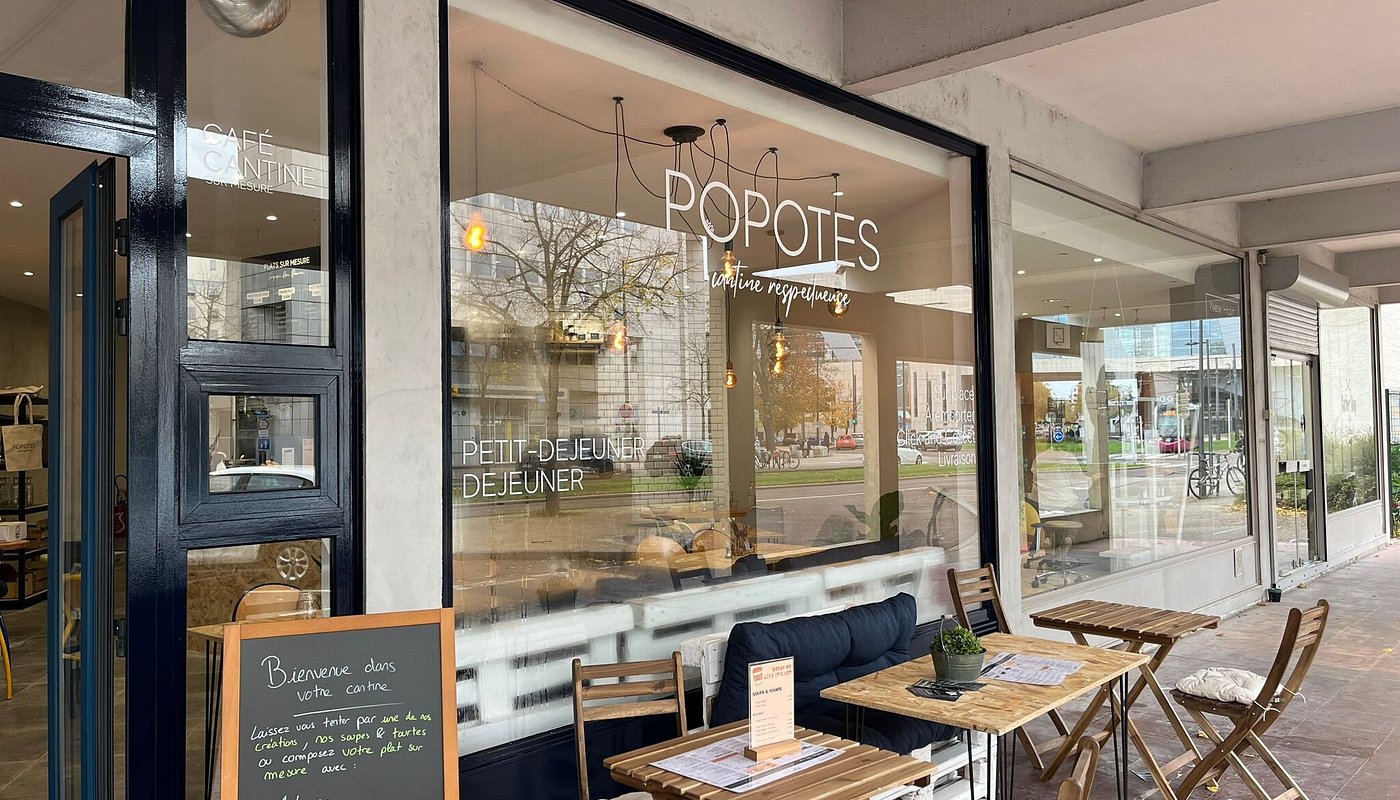 CAFÉ
CANTINE
SUR MESURE
PLATS SUR MESURE
POPOTES
cantine respectueuse
PETIT-DEJEUNER
DEJEUNER
Sur place
A emporter
Click and Collect
Livraison
POPOTES
Bienvenue dans
votre cantine
Laissez vous tenter par une de nos
créations, nos soupes & tartes
ou composez votre plat sur
mesure avec :
SOUPE &